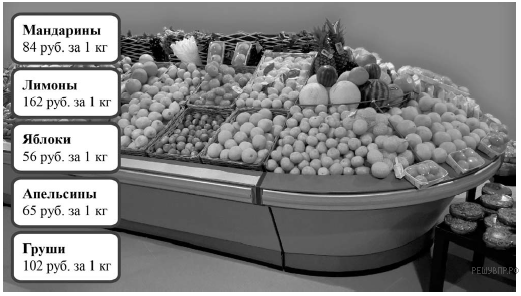 Мандарины
84 руб. за 1 кг
Лимоны
162 руб. за 1 кг
Яблоки
56 руб. за 1 кг
Апельсины
65 руб. за 1 кг
Груши
102 руб. за 1 кг
РЕШУВПР.РФ